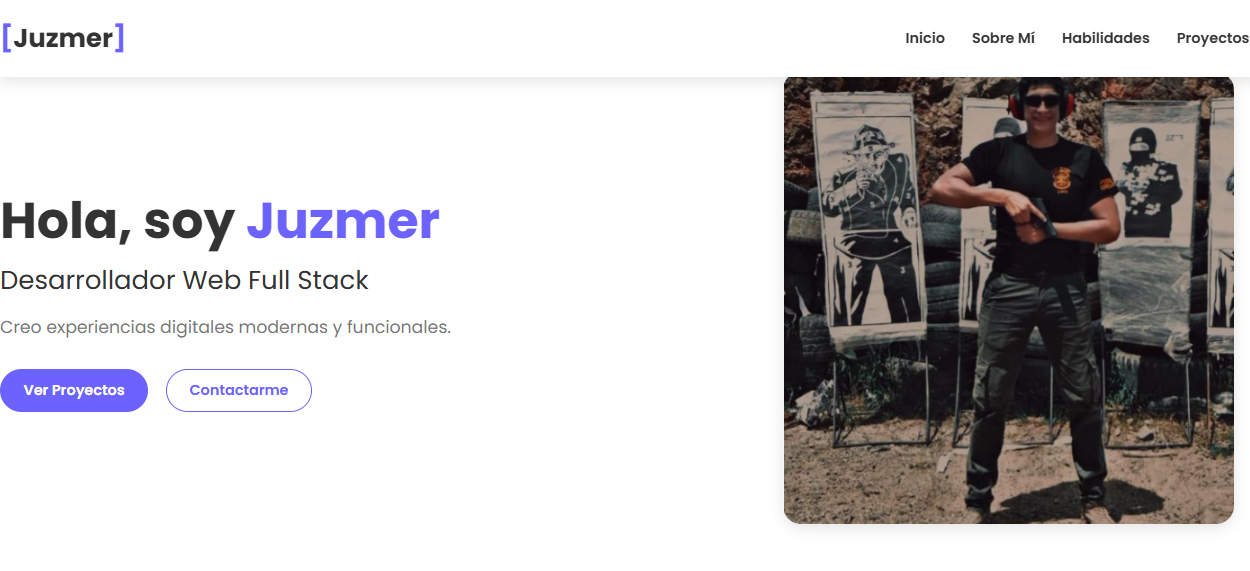 [Juzmer]
Inicio Sobre Mí Habilidades Proyectos
Hola, soy Juzmer
Desarrollador Web Full Stack
Creo experiencias digitales modernas y funcionales.
Ver Proyectos Contactarme